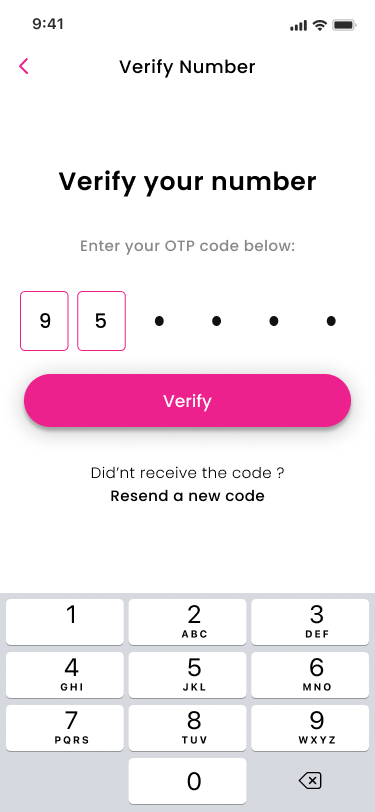 9:41
Verify Number
Verify your number
Enter your OTP code below:
9 5 • • • •
Verify
Did'nt receive the code ?
Resend a new code
1 2 3
ABC DEF
4 5 6
GHI JKL MNO
7 8 9
PQRS TUV WXYZ
0